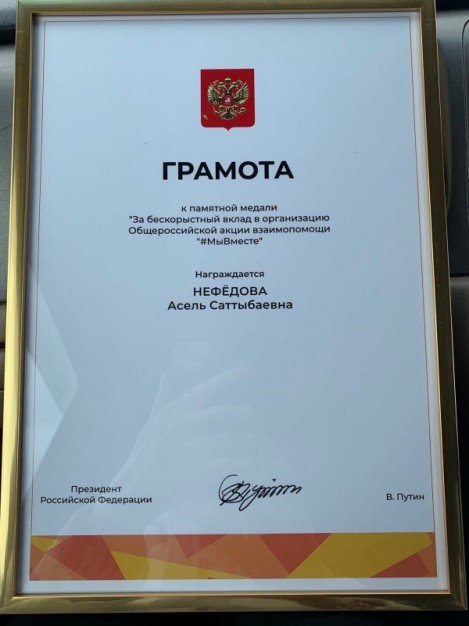 ГРАМОТА
к памятной медали
"За бескорыстный вклад в организацию
Общероссийской акции взаимопомощи
"#МыВместе"
Награждается
НЕФЁДОВА
Асель Саттыбаевна
Президент
Российской Федерации
В. Путин